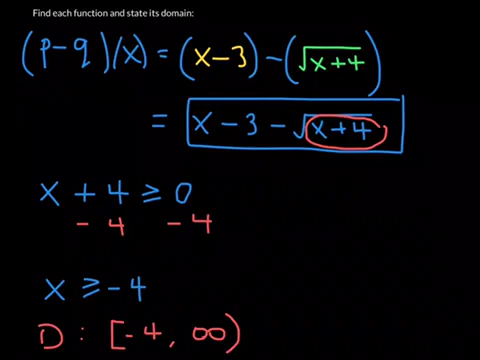 Find each function and state its domain:
(p-q)(x) = (x-3)-(√x+4)
= x-3-√x+4
x + 4 ≥ 0
- 4 - 4
x ≥ -4
D : [-4, ∞)